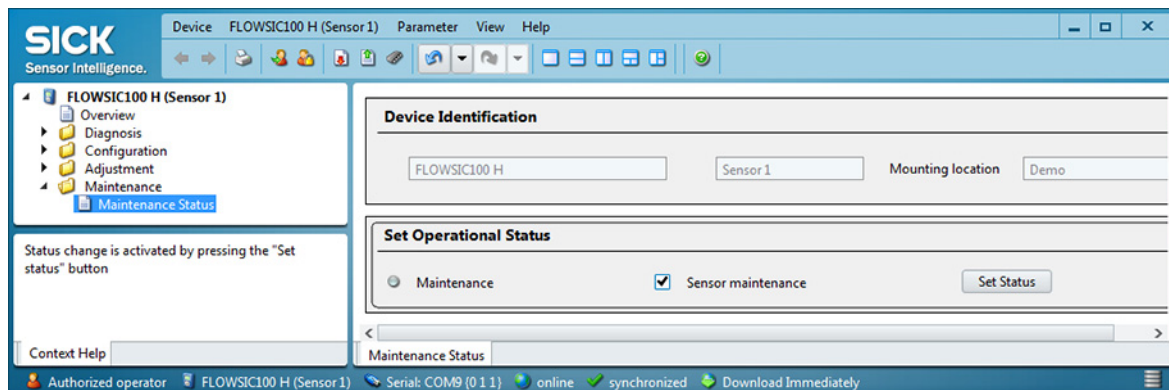 SICK
Sensor Intelligence.
Device FLOWSIC100 H (Sensor 1) Parameter View Help
FLOWSIC100 H (Sensor 1)
Overview
Diagnosis
Configuration
Adjustment
Maintenance
Maintenance Status
Status change is activated by pressing the "Set
status" button
Context Help
Device Identification
FLOWSIC100 H Sensor 1 Mounting location Demo
Set Operational Status
Maintenance Sensor maintenance Set Status
Maintenance Status
Authorized operator FLOWSIC100 H (Sensor 1) Serial: COM9 {0 1 1} online synchronized Download Immediately